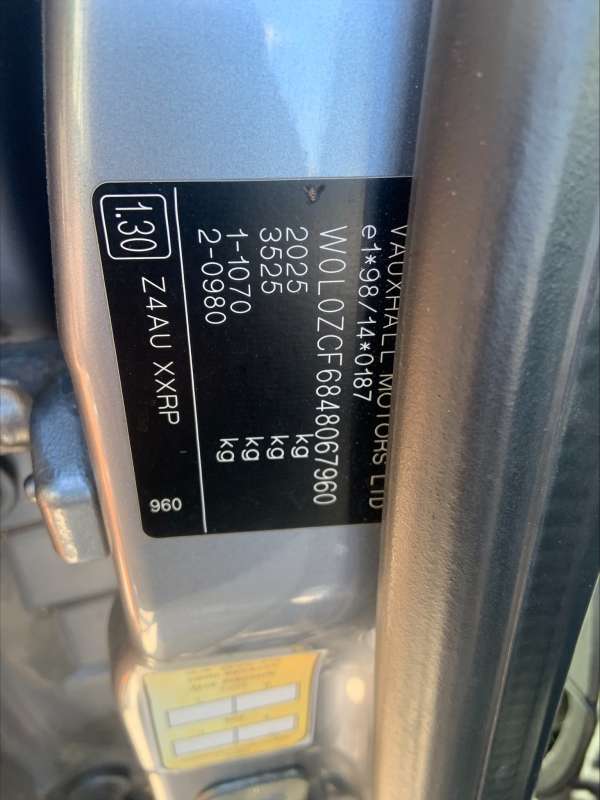 VAUXHALL MOTORS LTD
e1*98/14*0187
W0L0ZCF6848067960
2025 kg
3525 kg
1-1070 kg
2-0980 kg
1.30 Z4AU XXRP
960